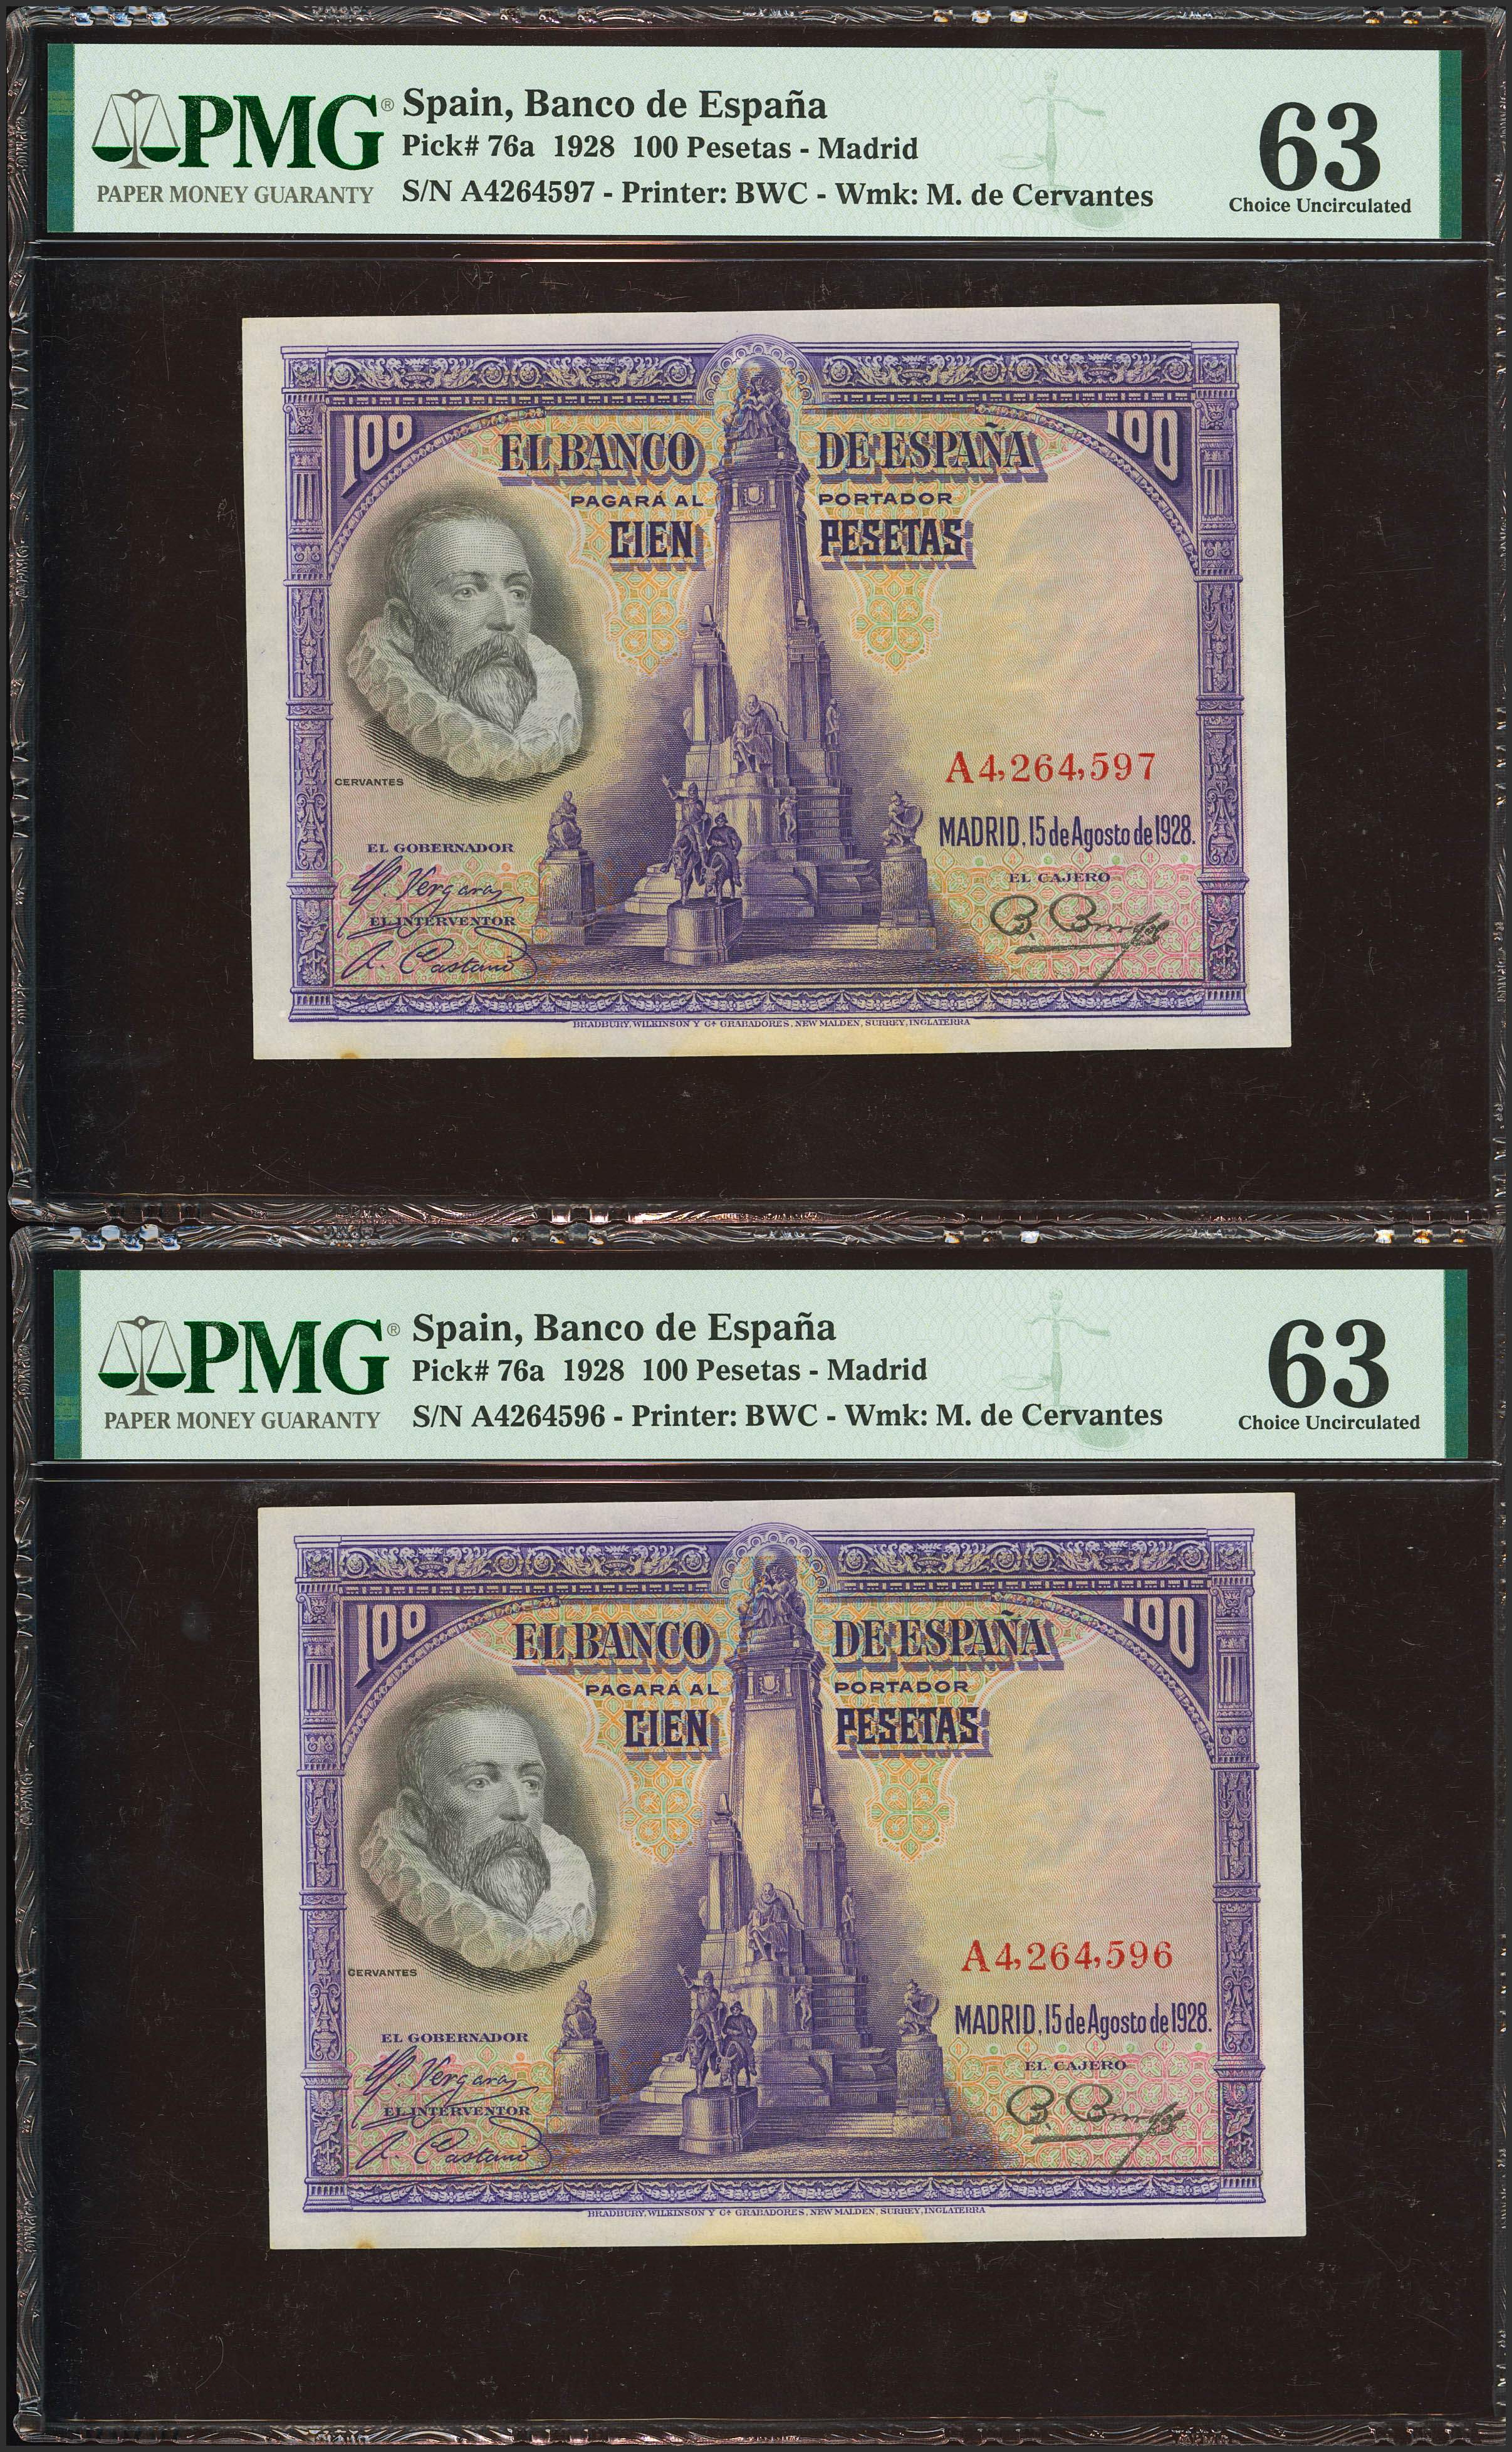 PMG®
PAPER MONEY GUARANTY
Spain, Banco de España
Pick# 76a 1928 100 Pesetas - Madrid
S/N A4264597 - Printer: BWC - Wmk: M. de Cervantes
63
Choice Uncirculated
100
100
EL BANCO DE ESPAÑA
PAGARÁ AL PORTADOR
CIEN PESETAS
CERVANTES
A4,264,597
MADRID, 15 de Agosto de 1928.
EL GOBERNADOR
EL CAJERO
EL INTERVENTOR
BRADBURY, WILKINSON Y Cª GRABADORES, NEW MALDEN, SURREY, INGLATERRA
PMG®
PAPER MONEY GUARANTY
Spain, Banco de España
Pick# 76a 1928 100 Pesetas - Madrid
S/N A4264596 - Printer: BWC - Wmk: M. de Cervantes
63
Choice Uncirculated
100
100
EL BANCO DE ESPAÑA
PAGARÁ AL PORTADOR
CIEN PESETAS
CERVANTES
A4,264,596
MADRID, 15 de Agosto de 1928.
EL GOBERNADOR
EL CAJERO
EL INTERVENTOR
BRADBURY, WILKINSON Y Cª GRABADORES, NEW MALDEN, SURREY, INGLATERRA